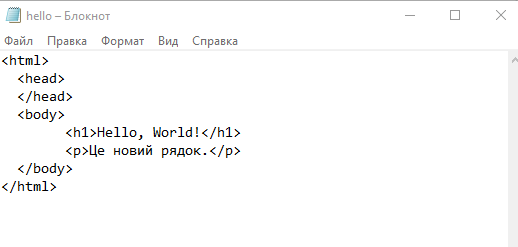 hello – Блокнот
Файл Правка Формат Вид Справка
<html>
<head>
</head>
<body>
<h1>Hello, World!</h1>
<p>Це новий рядок.</p>
</body>
</html>